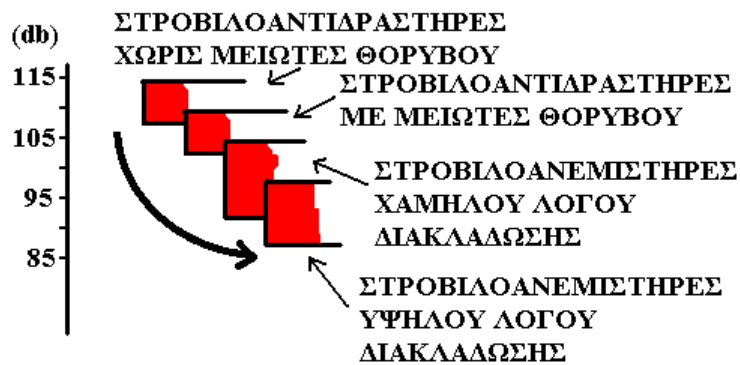 (db)
ΣΤΡΟΒΙΛΟΑΝΤΙΔΡΑΣΤΗΡΕΣ
ΧΩΡΙΣ ΜΕΙΩΤΕΣ ΘΟΡΥΒΟΥ
115
ΣΤΡΟΒΙΛΟΑΝΤΙΔΡΑΣΤΗΡΕΣ
ΜΕ ΜΕΙΩΤΕΣ ΘΟΡΥΒΟΥ
105
ΣΤΡΟΒΙΛΟΑΝΕΜΙΣΤΗΡΕΣ
ΧΑΜΗΛΟΥ ΛΟΓΟΥ
ΔΙΑΚΛΑΔΩΣΗΣ
95
85
ΣΤΡΟΒΙΛΟΑΝΕΜΙΣΤΗΡΕΣ
ΥΨΗΛΟΥ ΛΟΓΟΥ
ΔΙΑΚΛΑΔΩΣΗΣ